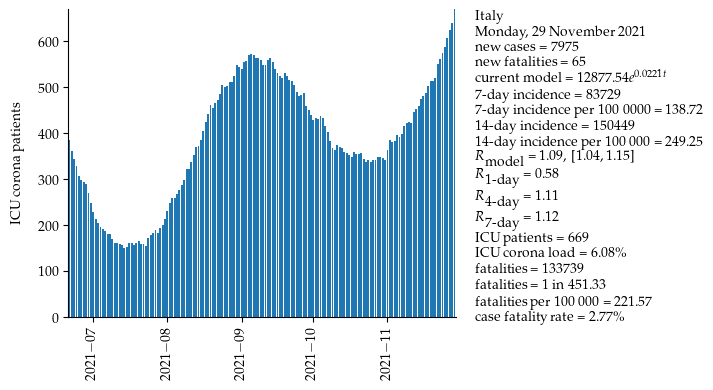 Italy
Monday, 29 November 2021
new cases = 7975
new fatalities = 65
current model = 12877.54e^0.0221t
7-day incidence = 83729
7-day incidence per 100 0000 = 138.72
14-day incidence = 150449
14-day incidence per 100 000 = 249.25
R_model = 1.09, [1.04, 1.15]
R_1-day = 0.58
R_4-day = 1.11
R_7-day = 1.12
ICU patients = 669
ICU corona load = 6.08%
fatalities = 133739
fatalities = 1 in 451.33
fatalities per 100 000 = 221.57
case fatality rate = 2.77%
ICU corona patients
600
500
400
300
200
100
0
2021−07
2021−08
2021−09
2021−10
2021−11